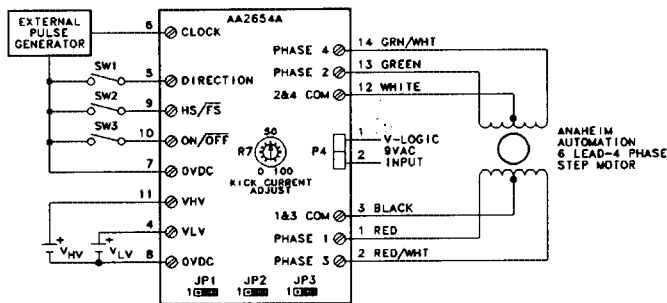 EXTERNAL
PULSE
GENERATOR
AA2654A
6 CLOCK
SW1
5 DIRECTION
SW2
9 HS/FS
SW3
10 ON/OFF
7 0VDC
11 VHV
4 VLV
8 0VDC
+ VHV
+ VLV
50
R7
0 100
KICK CURRENT
ADJUST
JP1 JP2 JP3
1 1 1
PHASE 4 14 GRN/WHT
PHASE 2 13 GREEN
2&4 COM 12 WHITE
P4
1 V-LOGIC
9VAC
2 INPUT
1&3 COM 3 BLACK
PHASE 1 1 RED
PHASE 3 2 RED/WHT
ANAHEIM
AUTOMATION
6 LEAD-4 PHASE
STEP MOTOR